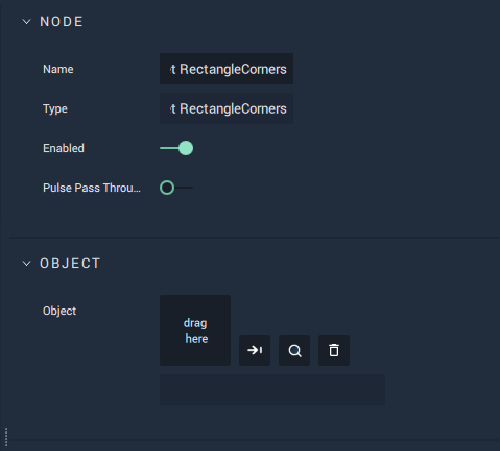 NODE
Name
t RectangleCorners
Type
t RectangleCorners
Enabled
Pulse Pass Throu...
OBJECT
Object
drag
here